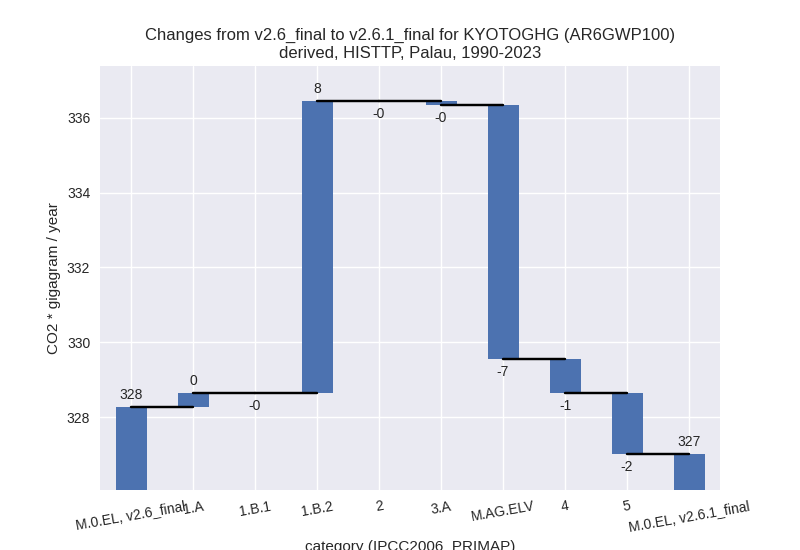 Changes from v2.6_final to v2.6.1_final for KYOTOGHG (AR6GWP100)
derived, HISTTP, Palau, 1990-2023
CO2 * gigagram / year
336
334
332
330
328
328
0
-0
8
-0
-0
-7
-1
-2
327
M.0.EL, v2.6_final
1.A
1.B.1
1.B.2
2
3.A
M.AG.ELV
4
5
M.0.EL, v2.6.1_final
category (IPCC2006_PRIMAP)